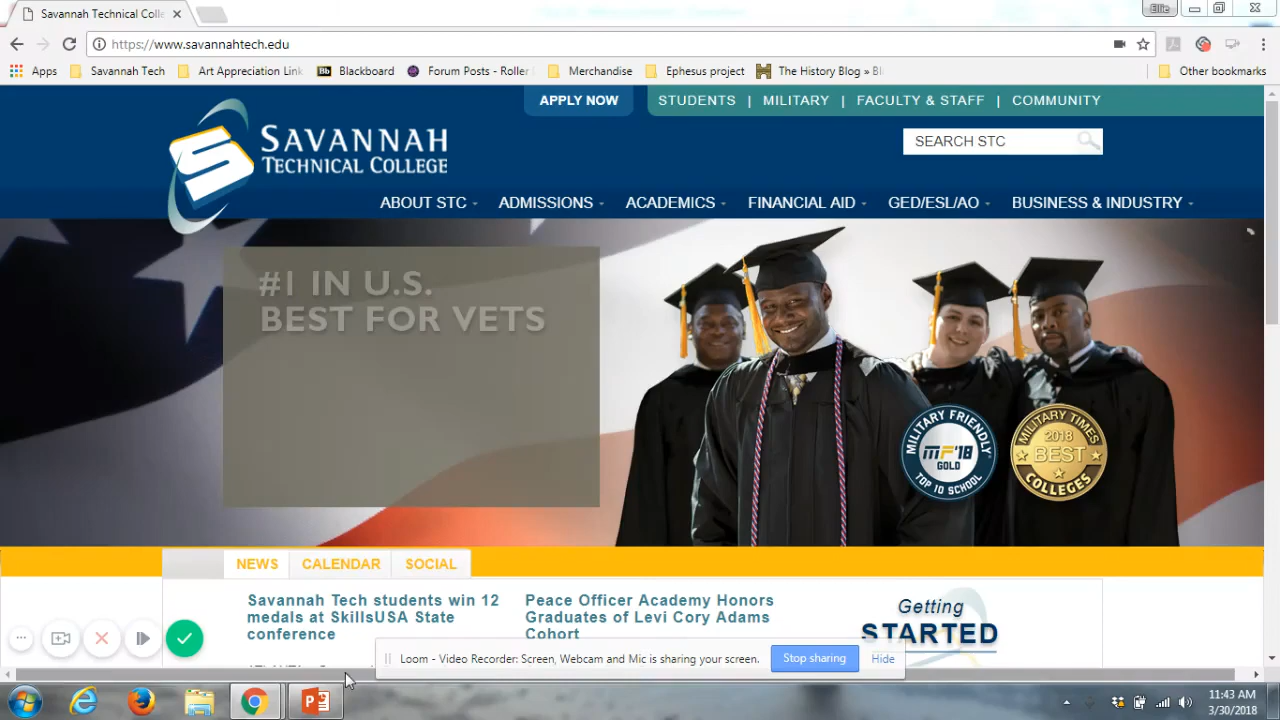 Savannah Technical Colle
Elite
https://www.savannahtech.edu
Apps
Savannah Tech
Art Appreciation Link
Bb
Blackboard
Forum Posts - Roller
Merchandise
Ephesus project
The History Blog » Bl
Other bookmarks
APPLY NOW
STUDENTS | MILITARY | FACULTY & STAFF | COMMUNITY
S
SAVANNAH
TECHNICAL COLLEGE
SEARCH STC
ABOUT STC
ADMISSIONS
ACADEMICS
FINANCIAL AID
GED/ESL/AO
BUSINESS & INDUSTRY
#1 IN U.S.
BEST FOR VETS
MILITARY FRIENDLY
MF'18
GOLD
TOP 10 SCHOOL
MILITARY TIMES
2018
BEST
COLLEGES
NEWS
CALENDAR
SOCIAL
Savannah Tech students win 12
medals at SkillsUSA State
conference
Peace Officer Academy Honors
Graduates of Levi Cory Adams
Cohort
Getting
STARTED
Loom - Video Recorder: Screen, Webcam and Mic is sharing your screen.
Stop sharing
Hide
11:43 AM
3/30/2018